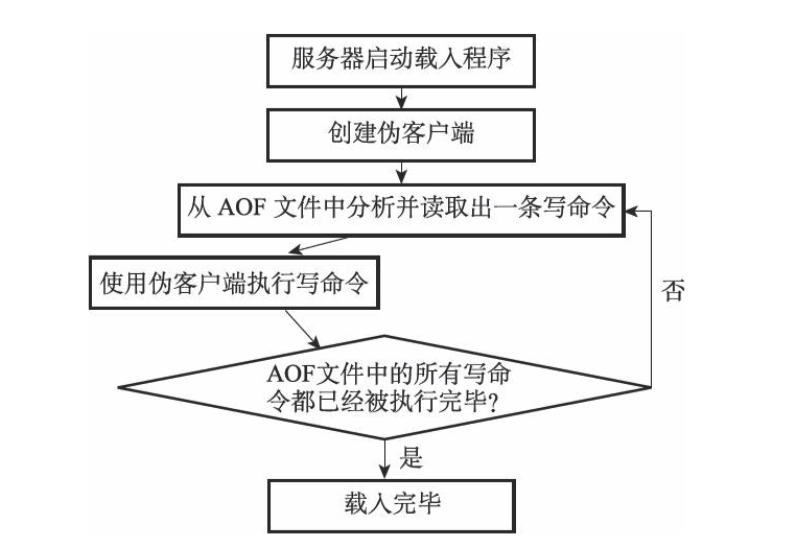 服务器启动载入程序
创建伪客户端
从 AOF 文件中分析并读取出一条写命令
使用伪客户端执行写命令
否
AOF文件中的所有写命
令都已经被执行完毕?
是
载入完毕